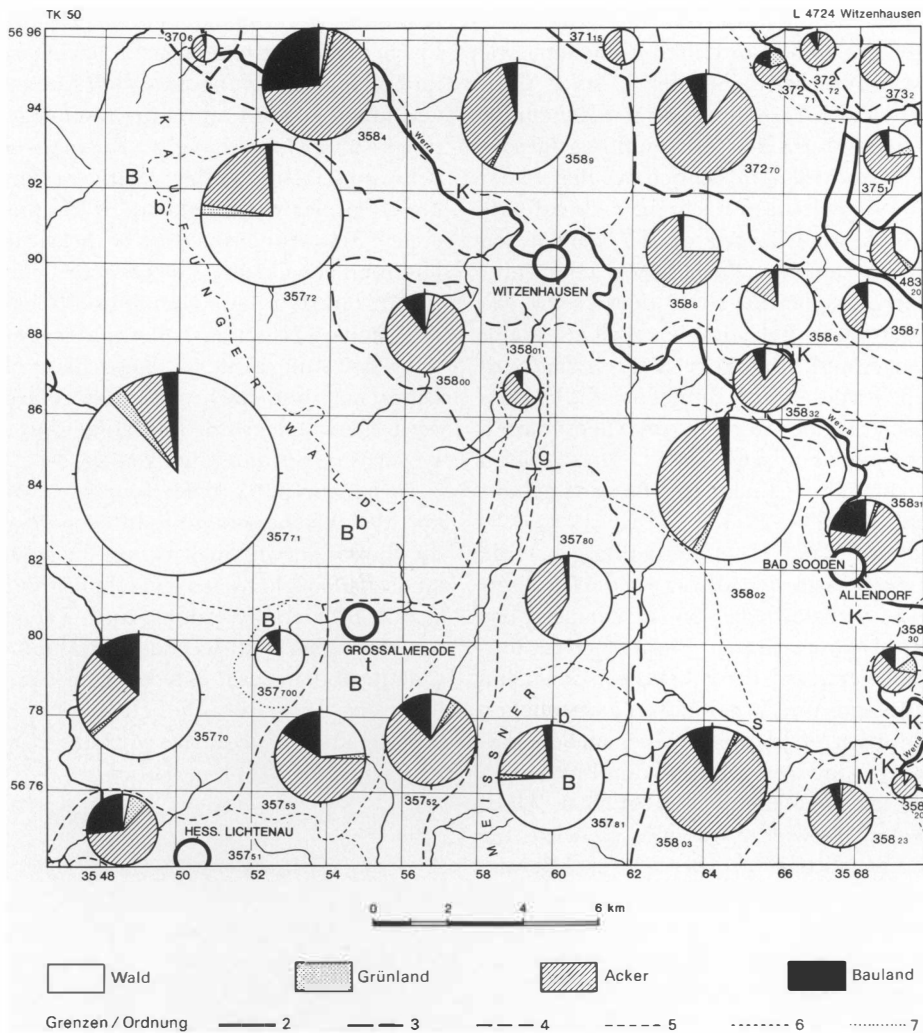 TK 50
L 4724 Witzenhausen
56 96
94
92
90
88
86
84
82
80
78
56 76
35 48
50
52
54
56
58
60
62
64
66
35 68
370 6
371 15
372 71
372 72
373 2
358 4
358 9
372 70
375 1
Werra
K
B
b
KAUFUNGER WALD
357 72
WITZENHAUSEN
358 8
483 20
358 6
358 7
358 00
358 01
K
358 32
Werra
g
357 71
B b
357 80
358 31
BAD SOODEN
ALLENDORF
358 02
K
358 30
B
GROSSALMERODE
t
B
357 700
357 70
MEISSNER
b
B
S
K
Werra
M
K
358 20
357 53
357 52
357 81
358 03
358 23
HESS. LICHTENAU
357 51
0 2 4 6 km
Wald
Grünland
Acker
Bauland
Grenzen / Ordnung 2 3 4 5 6 7